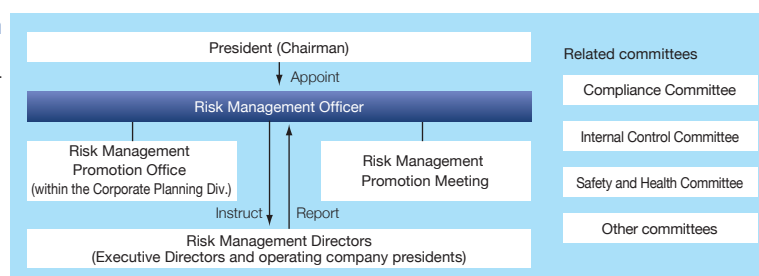 President (Chairman)
Appoint
Risk Management Officer
Risk Management
Promotion Office
(within the Corporate Planning Div.)
Risk Management
Promotion Meeting
Instruct
Report
Risk Management Directors
(Executive Directors and operating company presidents)
Related committees
Compliance Committee
Internal Control Committee
Safety and Health Committee
Other committees